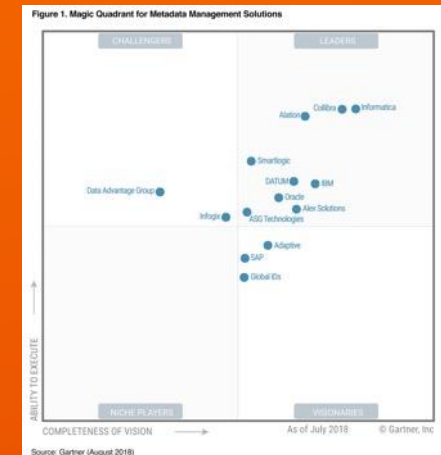 Figure 1. Magic Quadrant for Metadata Management Solutions
CHALLENGERS
LEADERS
Collibra
Informatica
Alation
Smartlogic
DATUM
IBM
Data Advantage Group
Oracle
Alex Solutions
Infogix
ASG Technologies
Adaptive
SAP
Global IDs
ABILITY TO EXECUTE
NICHE PLAYERS
VISIONARIES
COMPLETENESS OF VISION
As of July 2018
© Gartner, Inc
Source: Gartner (August 2018)